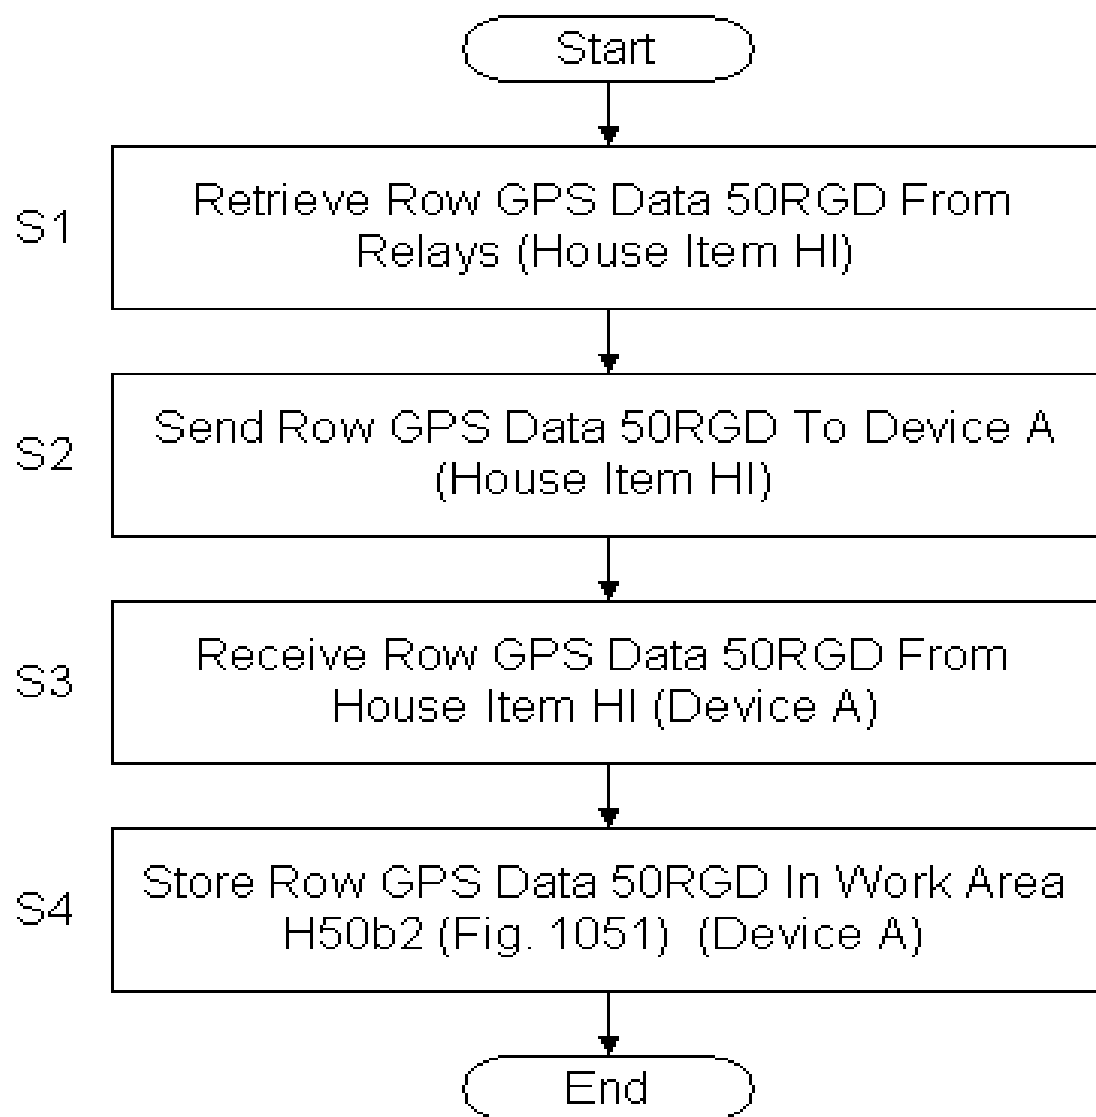 Start
S1
Retrieve Row GPS Data 50RGD From
Relays (House Item HI)
S2
Send Row GPS Data 50RGD To Device A
(House Item HI)
S3
Receive Row GPS Data 50RGD From
House Item HI (Device A)
S4
Store Row GPS Data 50RGD In Work Area
H50b2 (Fig. 1051) (Device A)
End